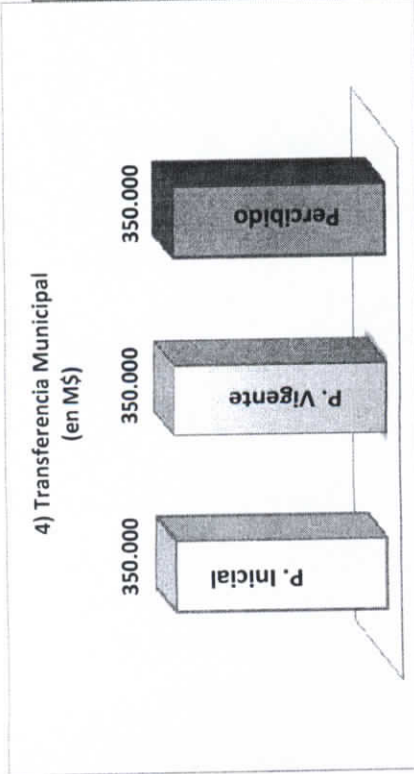 4) Transferencia Municipal
(en M$)
350.000
350.000
350.000
P. Inicial
P. Vigente
Percibido